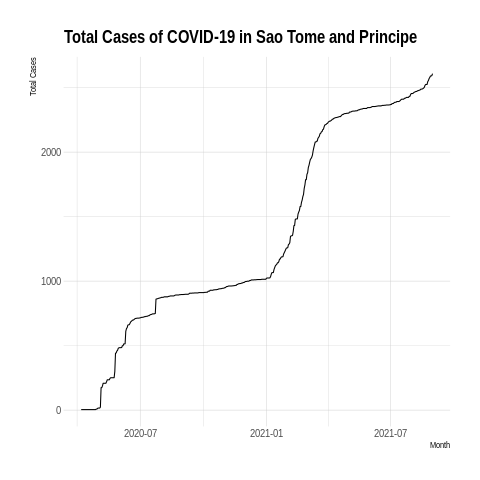 Total Cases of COVID-19 in Sao Tome and Principe
Total Cases
2000
1000
0
2020-07 2021-01 2021-07
Month